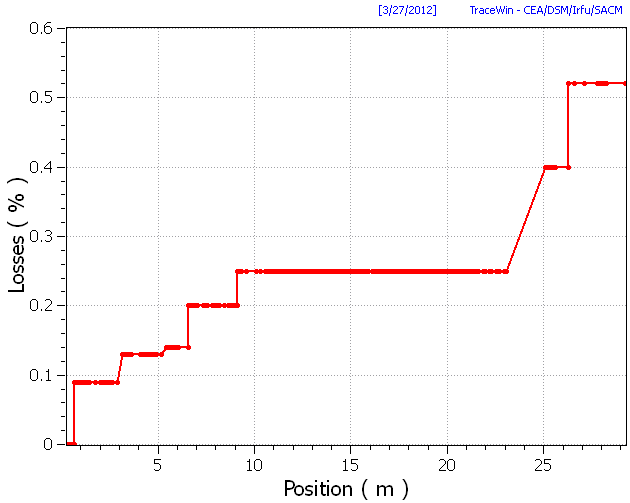 [3/27/2012] TraceWin - CEA/DSM/Irfu/SACM
0.6
0.5
0.4
0.3
0.2
0.1
0
Losses ( % )
5 10 15 20 25
Position ( m )